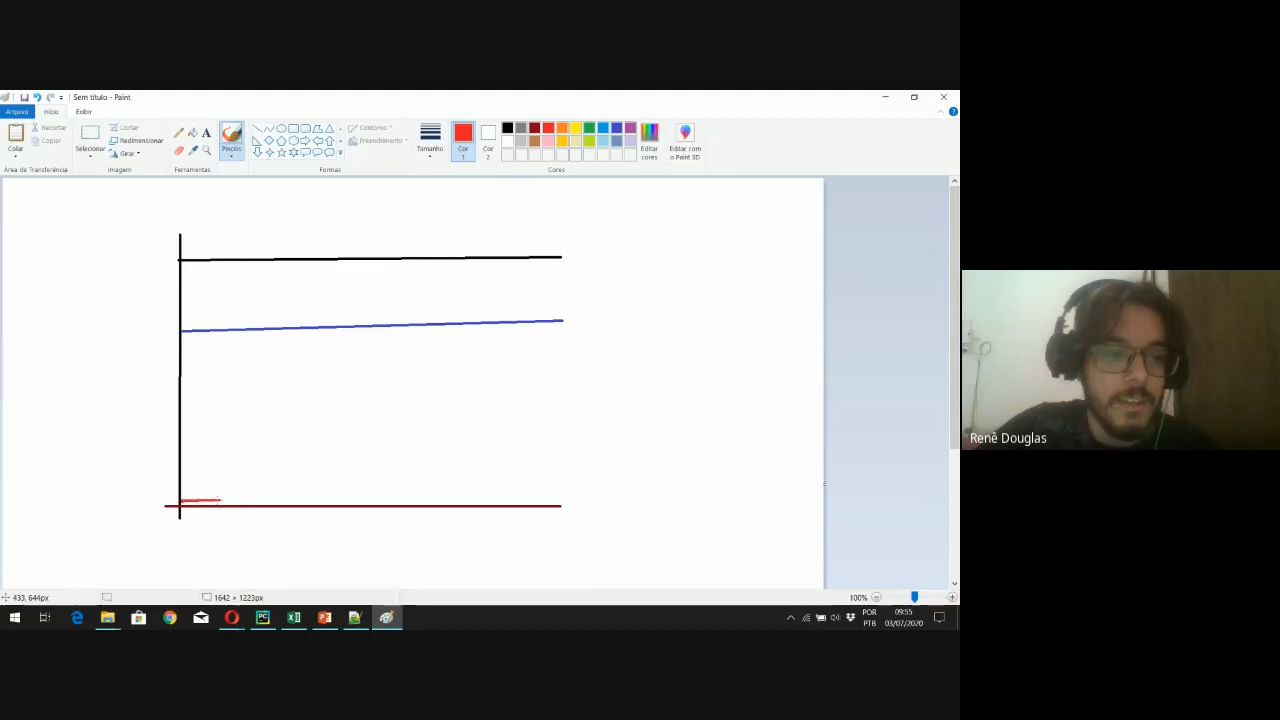 Sem título - Paint
Arquivo Início Exibir
Colar
Recortar
Copiar
Área de Transferência
Selecionar
Cortar
Redimensionar
Girar
Imagem
A
Ferramentas
Pincéis
Contorno
Preenchimento
Formas
Tamanho
Cor 1
Cor 2
Editar cores
Editar com o Paint 3D
Cores
Renê Douglas
433, 644px
1642 × 1223px
100%
POR
PTB
09:55
03/07/2020